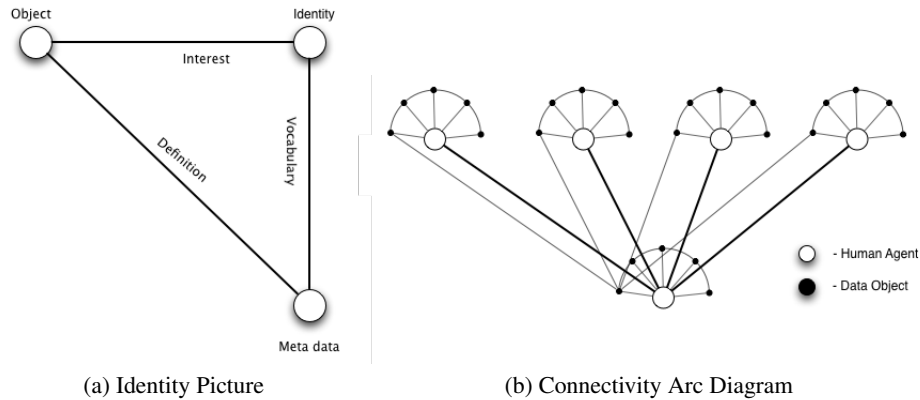 Object
Identity
Interest
Vocabulary
Definition
Meta data
- Human Agent
- Data Object
(a) Identity Picture
(b) Connectivity Arc Diagram